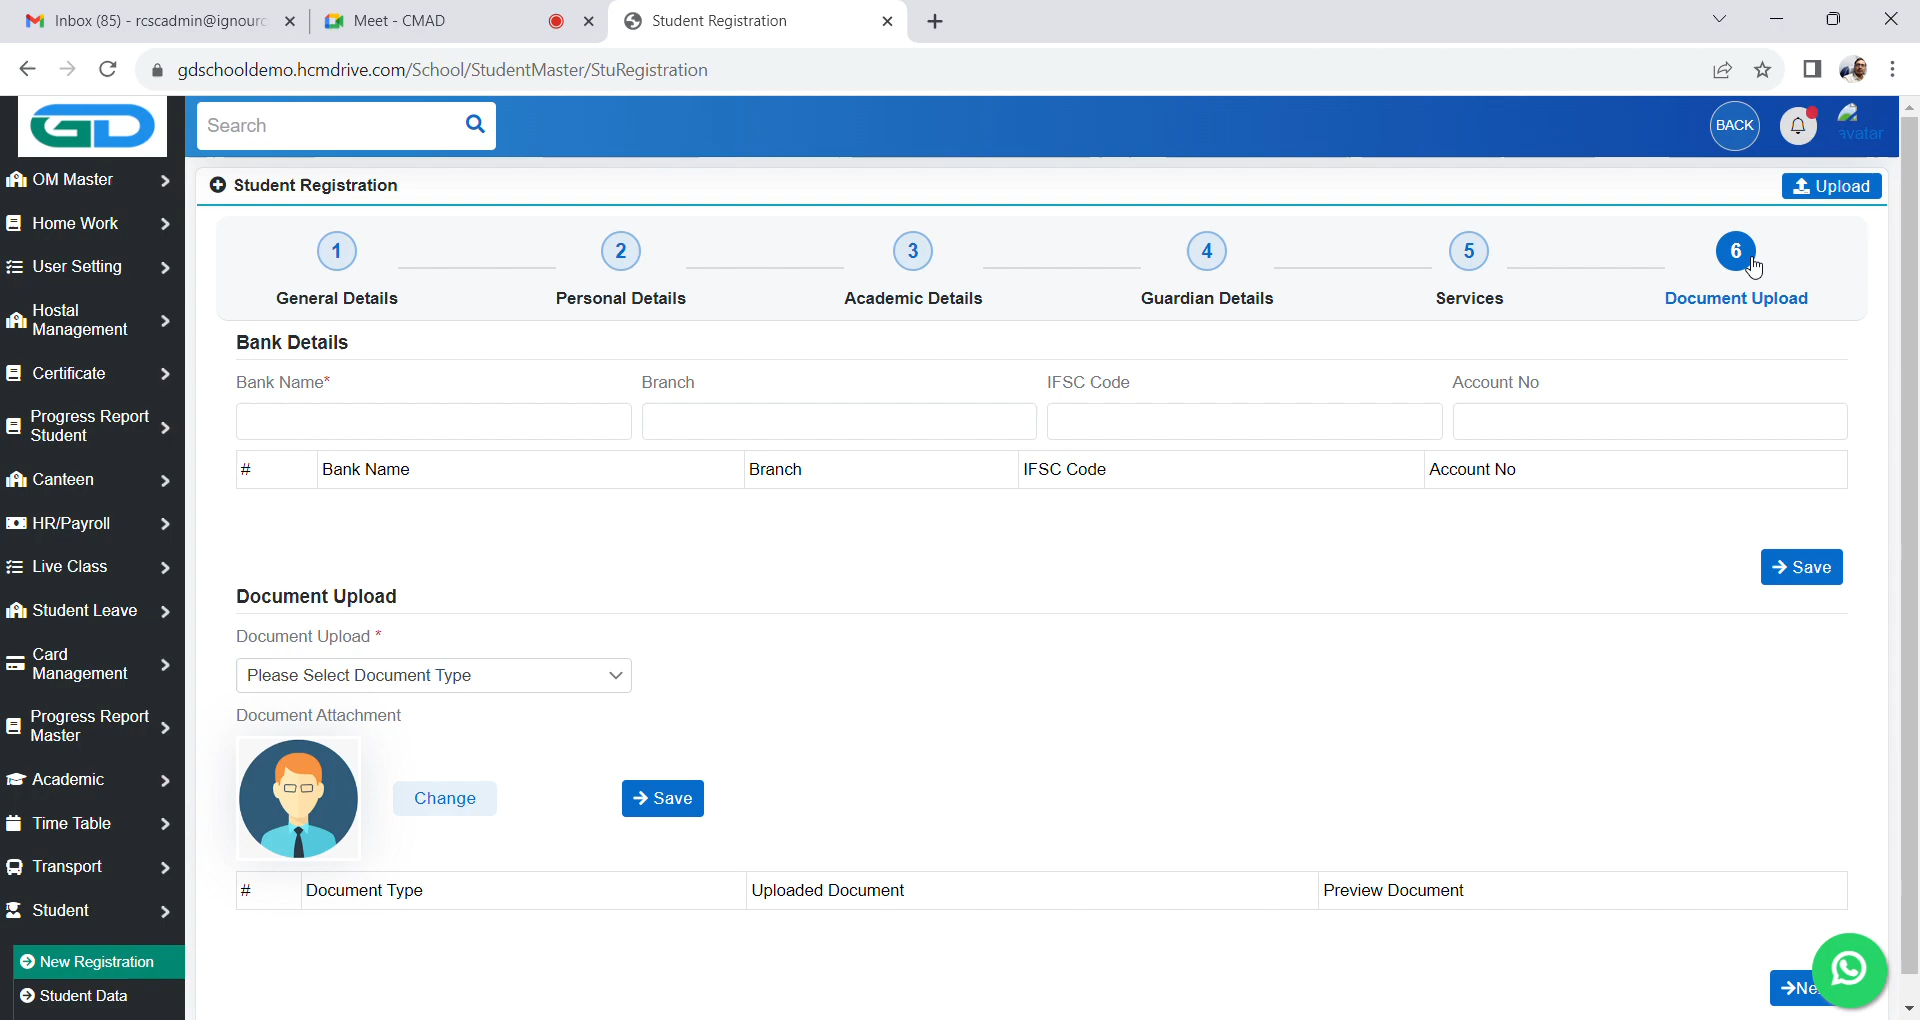 Inbox (85) - rcscadmin@ignourc
Meet - CMAD
Student Registration
gdschooldemo.hcmdrive.com/School/StudentMaster/StuRegistration
GD
Search
BACK
avatar
OM Master
Home Work
User Setting
Hostal
Management
Certificate
Progress Report
Student
Canteen
HR/Payroll
Live Class
Student Leave
Card
Management
Progress Report
Master
Academic
Time Table
Transport
Student
New Registration
Student Data
Student Registration
Upload
1
2
3
4
5
6
General Details
Personal Details
Academic Details
Guardian Details
Services
Document Upload
Bank Details
Bank Name*
Branch
IFSC Code
Account No
# Bank Name Branch IFSC Code Account No
Save
Document Upload
Document Upload *
Please Select Document Type
Document Attachment
Change
Save
# Document Type Uploaded Document Preview Document